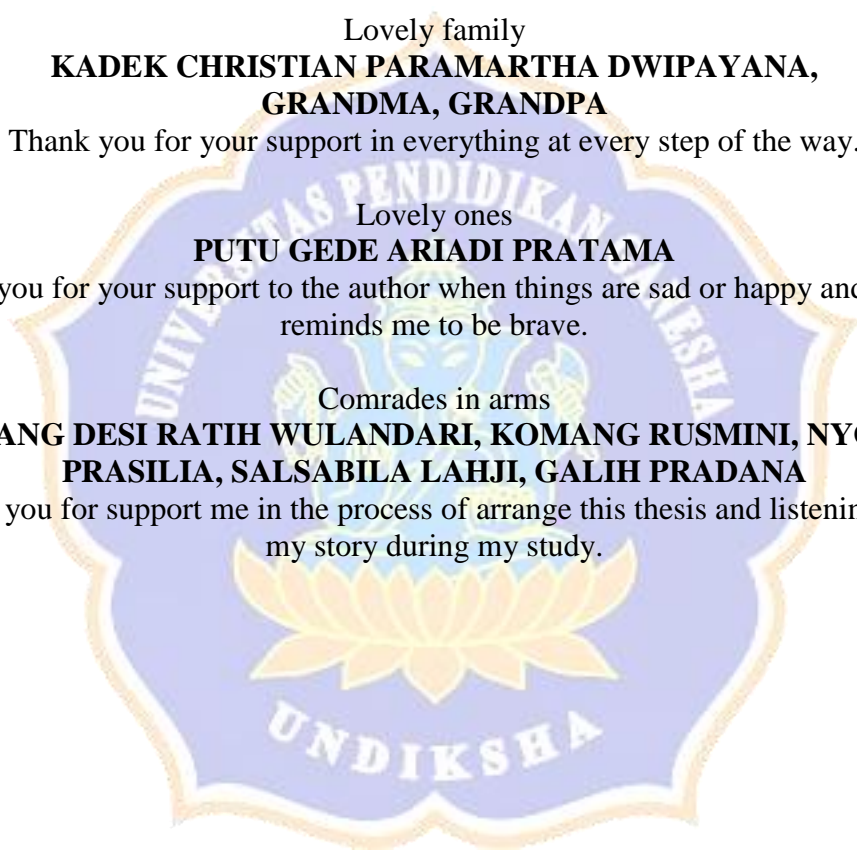 Lovely family
KADEK CHRISTIAN PARAMARTHA DWIPAYANA,
GRANDMA, GRANDPA
Thank you for your support in everything at every step of the way.
UNIVERSITAS PENDIDIKAN GANESHA
Lovely ones
PUTU GEDE ARIADI PRATAMA
you for your support to the author when things are sad or happy and
reminds me to be brave.
Comrades in arms
ANG DESI RATIH WULANDARI, KOMANG RUSMINI,
PRASILIA, SALSABILA LAHJI, GALIH PRADANA
you for support me in the process of arrange this thesis and
my story during my study.
UNDIKSHA